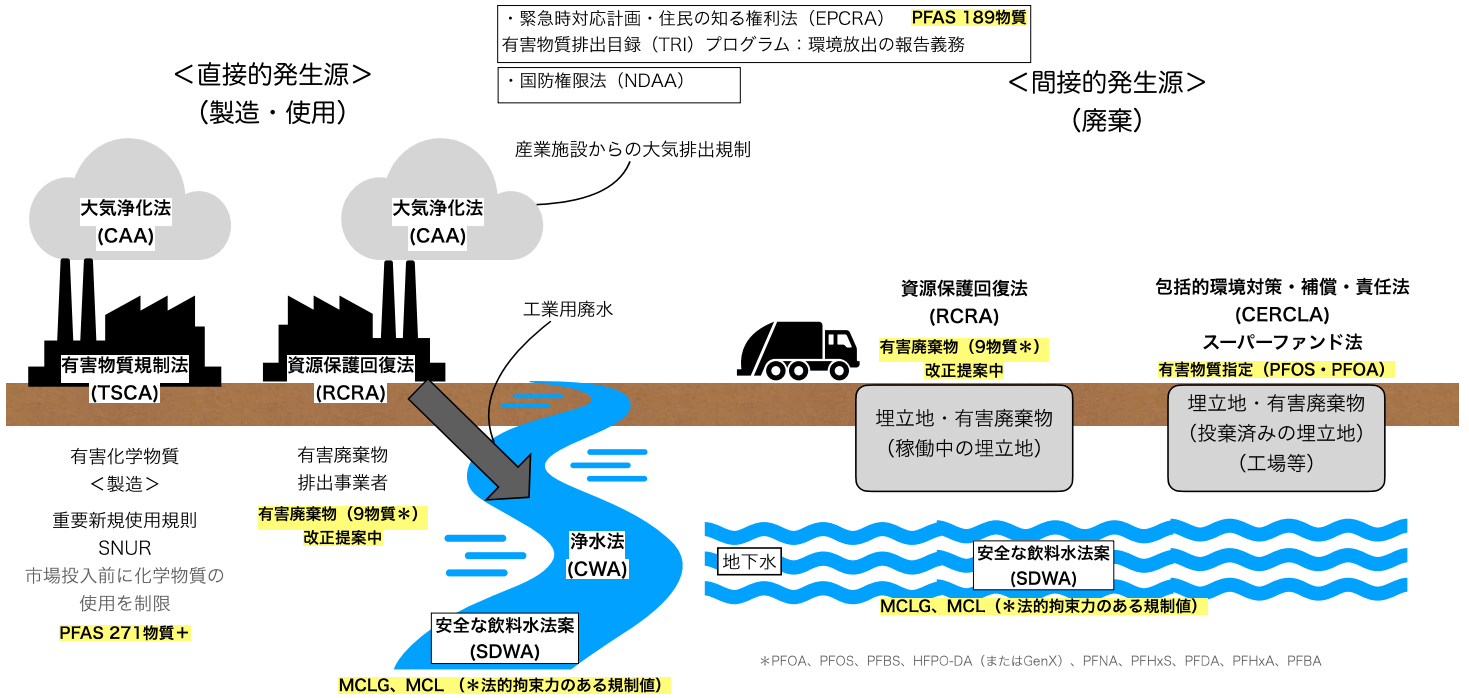 ・緊急時対応計画・住民の知る権利法（EPCRA） PFAS 189物質
有害物質排出目録（TRI）プログラム：環境放出の報告義務
・国防権限法（NDAA）
＜直接的発生源＞
（製造・使用）
＜間接的発生源＞
（廃棄）
産業施設からの大気排出規制
大気浄化法
(CAA)
大気浄化法
(CAA)
工業用廃水
有害物質規制法
(TSCA)
資源保護回復法
(RCRA)
有害化学物質
＜製造＞
重要新規使用規則
SNUR
市場投入前に化学物質の
使用を制限
PFAS 271物質＋
有害廃棄物
排出事業者
有害廃棄物（9物質＊）
改正提案中
浄水法
(CWA)
安全な飲料水法案
(SDWA)
MCLG、MCL （＊法的拘束力のある規制値）
資源保護回復法
(RCRA)
有害廃棄物（9物質＊）
改正提案中
埋立地・有害廃棄物
（稼働中の埋立地）
包括的環境対策・補償・責任法
(CERCLA)
スーパーファンド法
有害物質指定（PFOS・PFOA）
埋立地・有害廃棄物
（投棄済みの埋立地）
（工場等）
地下水
安全な飲料水法案
(SDWA)
MCLG、MCL（＊法的拘束力のある規制値）
＊PFOA、PFOS、PFBS、HFPO-DA（またはGenX）、PFNA、PFHxS、PFDA、PFHxA、PFBA